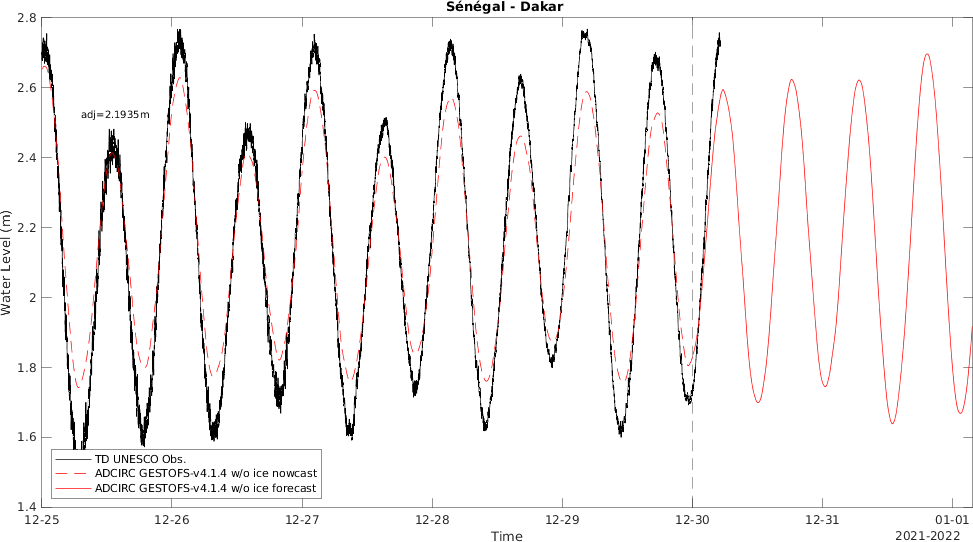 Sénégal - Dakar
2.8
2.6
2.4
2.2
2
1.8
1.6
1.4
Water Level (m)
adj=2.1935m
TD UNESCO Obs.
ADCIRC GESTOFS-v4.1.4 w/o ice nowcast
ADCIRC GESTOFS-v4.1.4 w/o ice forecast
12-25 12-26 12-27 12-28 12-29 12-30 12-31 01-01
Time
2021-2022